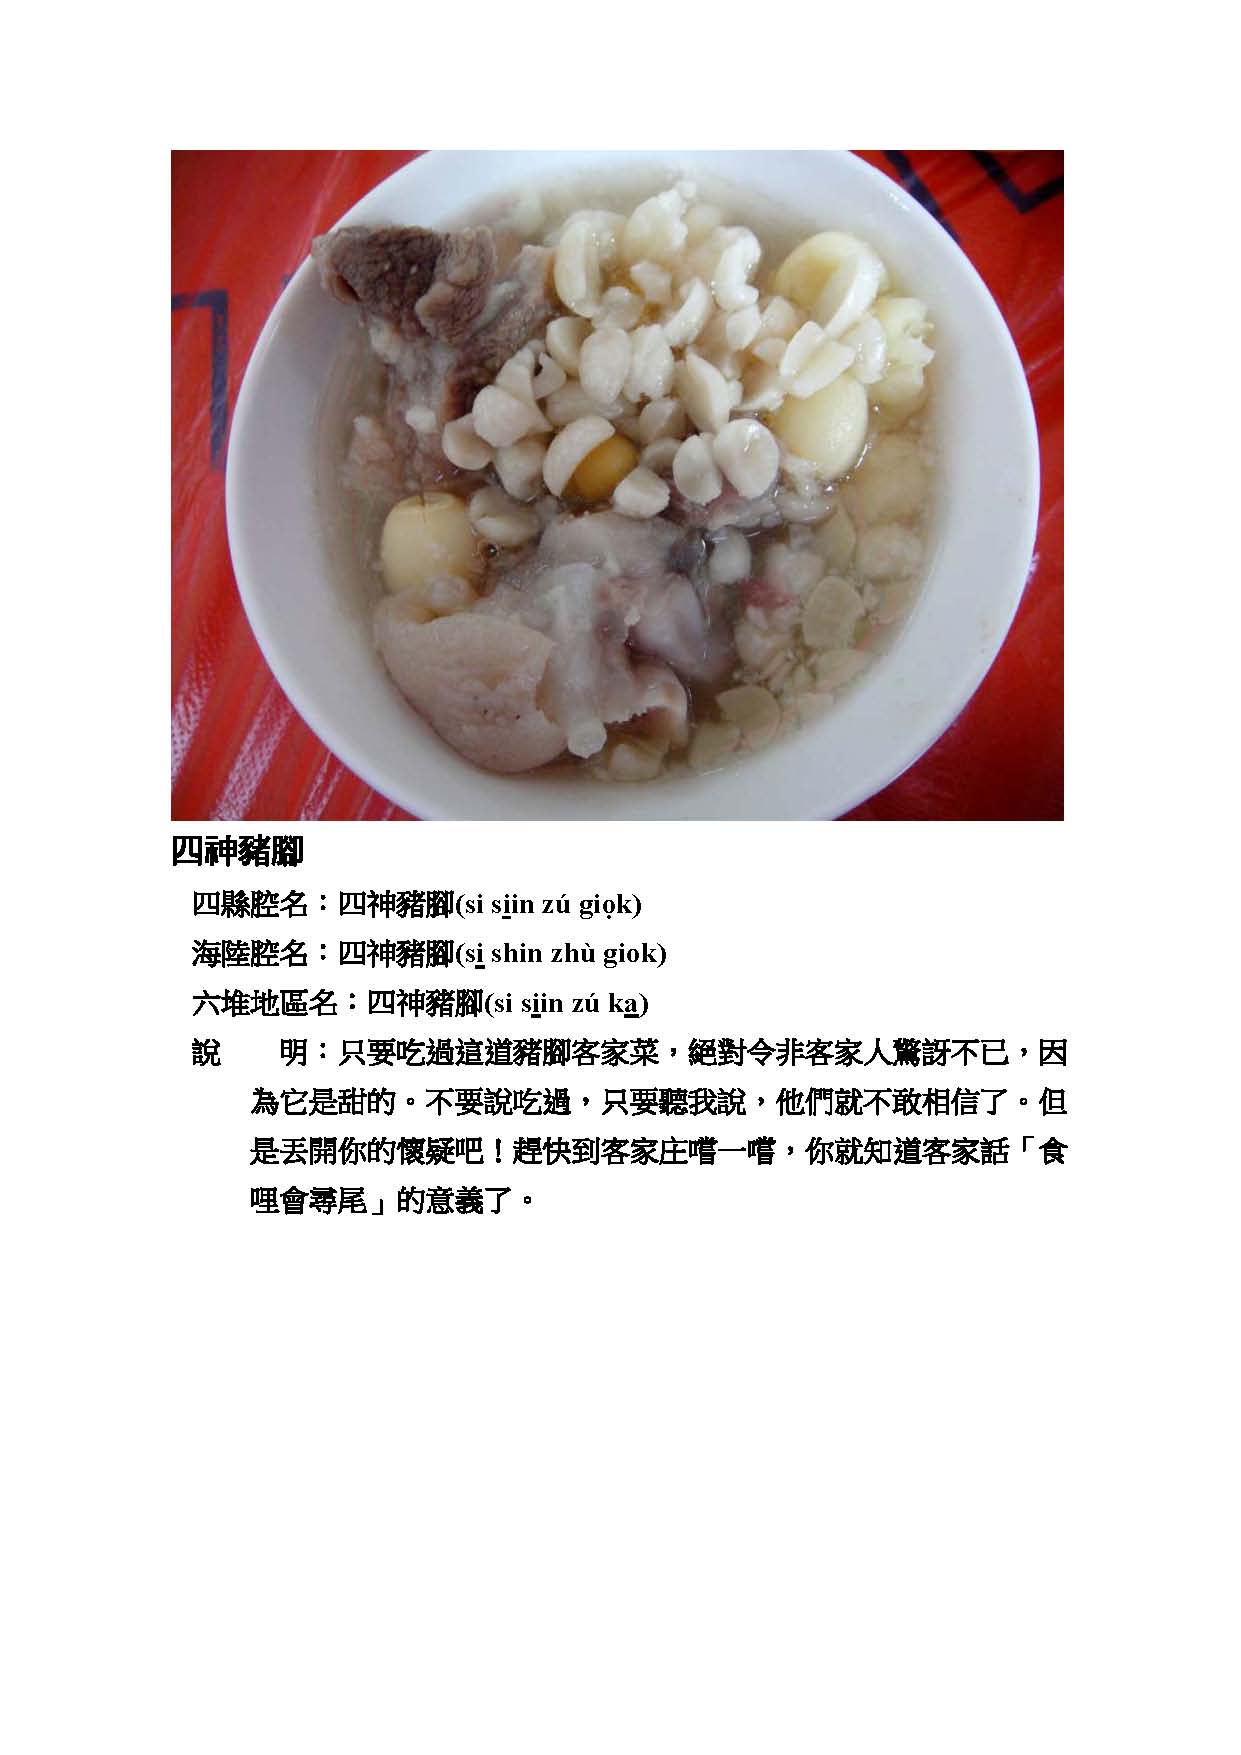 四神豬腳
四縣腔名：四神豬腳(si si̲in zú giọk)
海陸腔名：四神豬腳(si̲ shin zhù giok)
六堆地區名：四神豬腳(si si̲in zú ka̲)
說　　明：只要吃過這道豬腳客家菜，絕對令非客家人驚訝不已，因
為它是甜的。不要說吃過，只要聽我說，他們就不敢相信了。但
是丟開你的懷疑吧！趕快到客家庄嚐一嚐，你就知道客家話「食
哩會尋尾」的意義了。